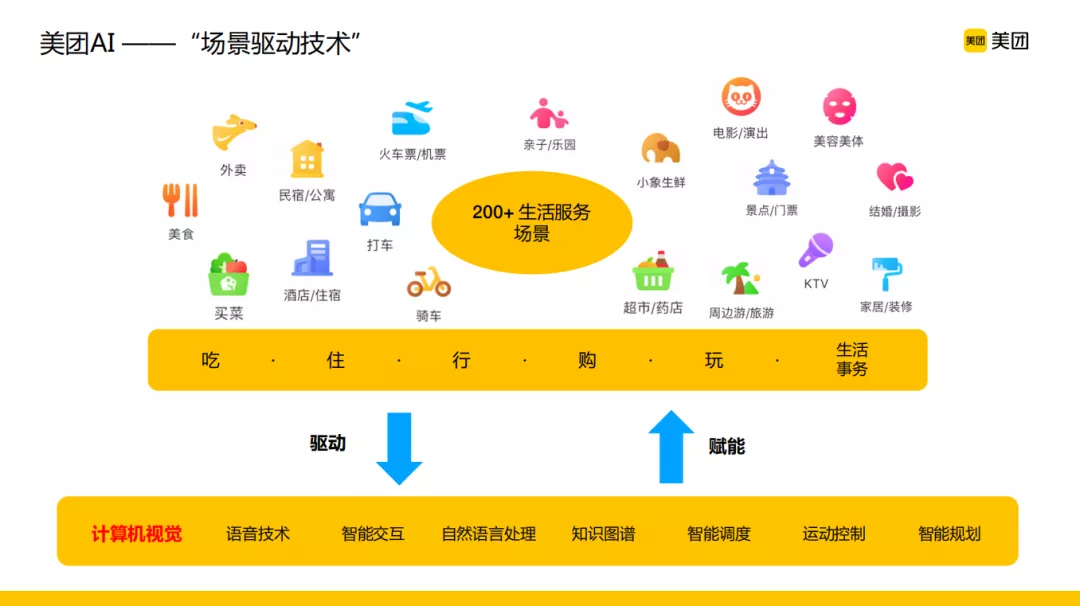 美团AI ——“场景驱动技术”
美团
美团
外卖
民宿/公寓
火车票/机票
亲子/乐园
电影/演出
美容美体
美食
打车
小象生鲜
景点/门票
结婚/摄影
200+ 生活服务
场景
买菜
酒店/住宿
骑车
超市/药店
周边游/旅游
KTV
家居/装修
吃 · 住 · 行 · 购 · 玩 · 生活
事务
驱动
赋能
计算机视觉 语音技术 智能交互 自然语言处理 知识图谱 智能调度 运动控制 智能规划